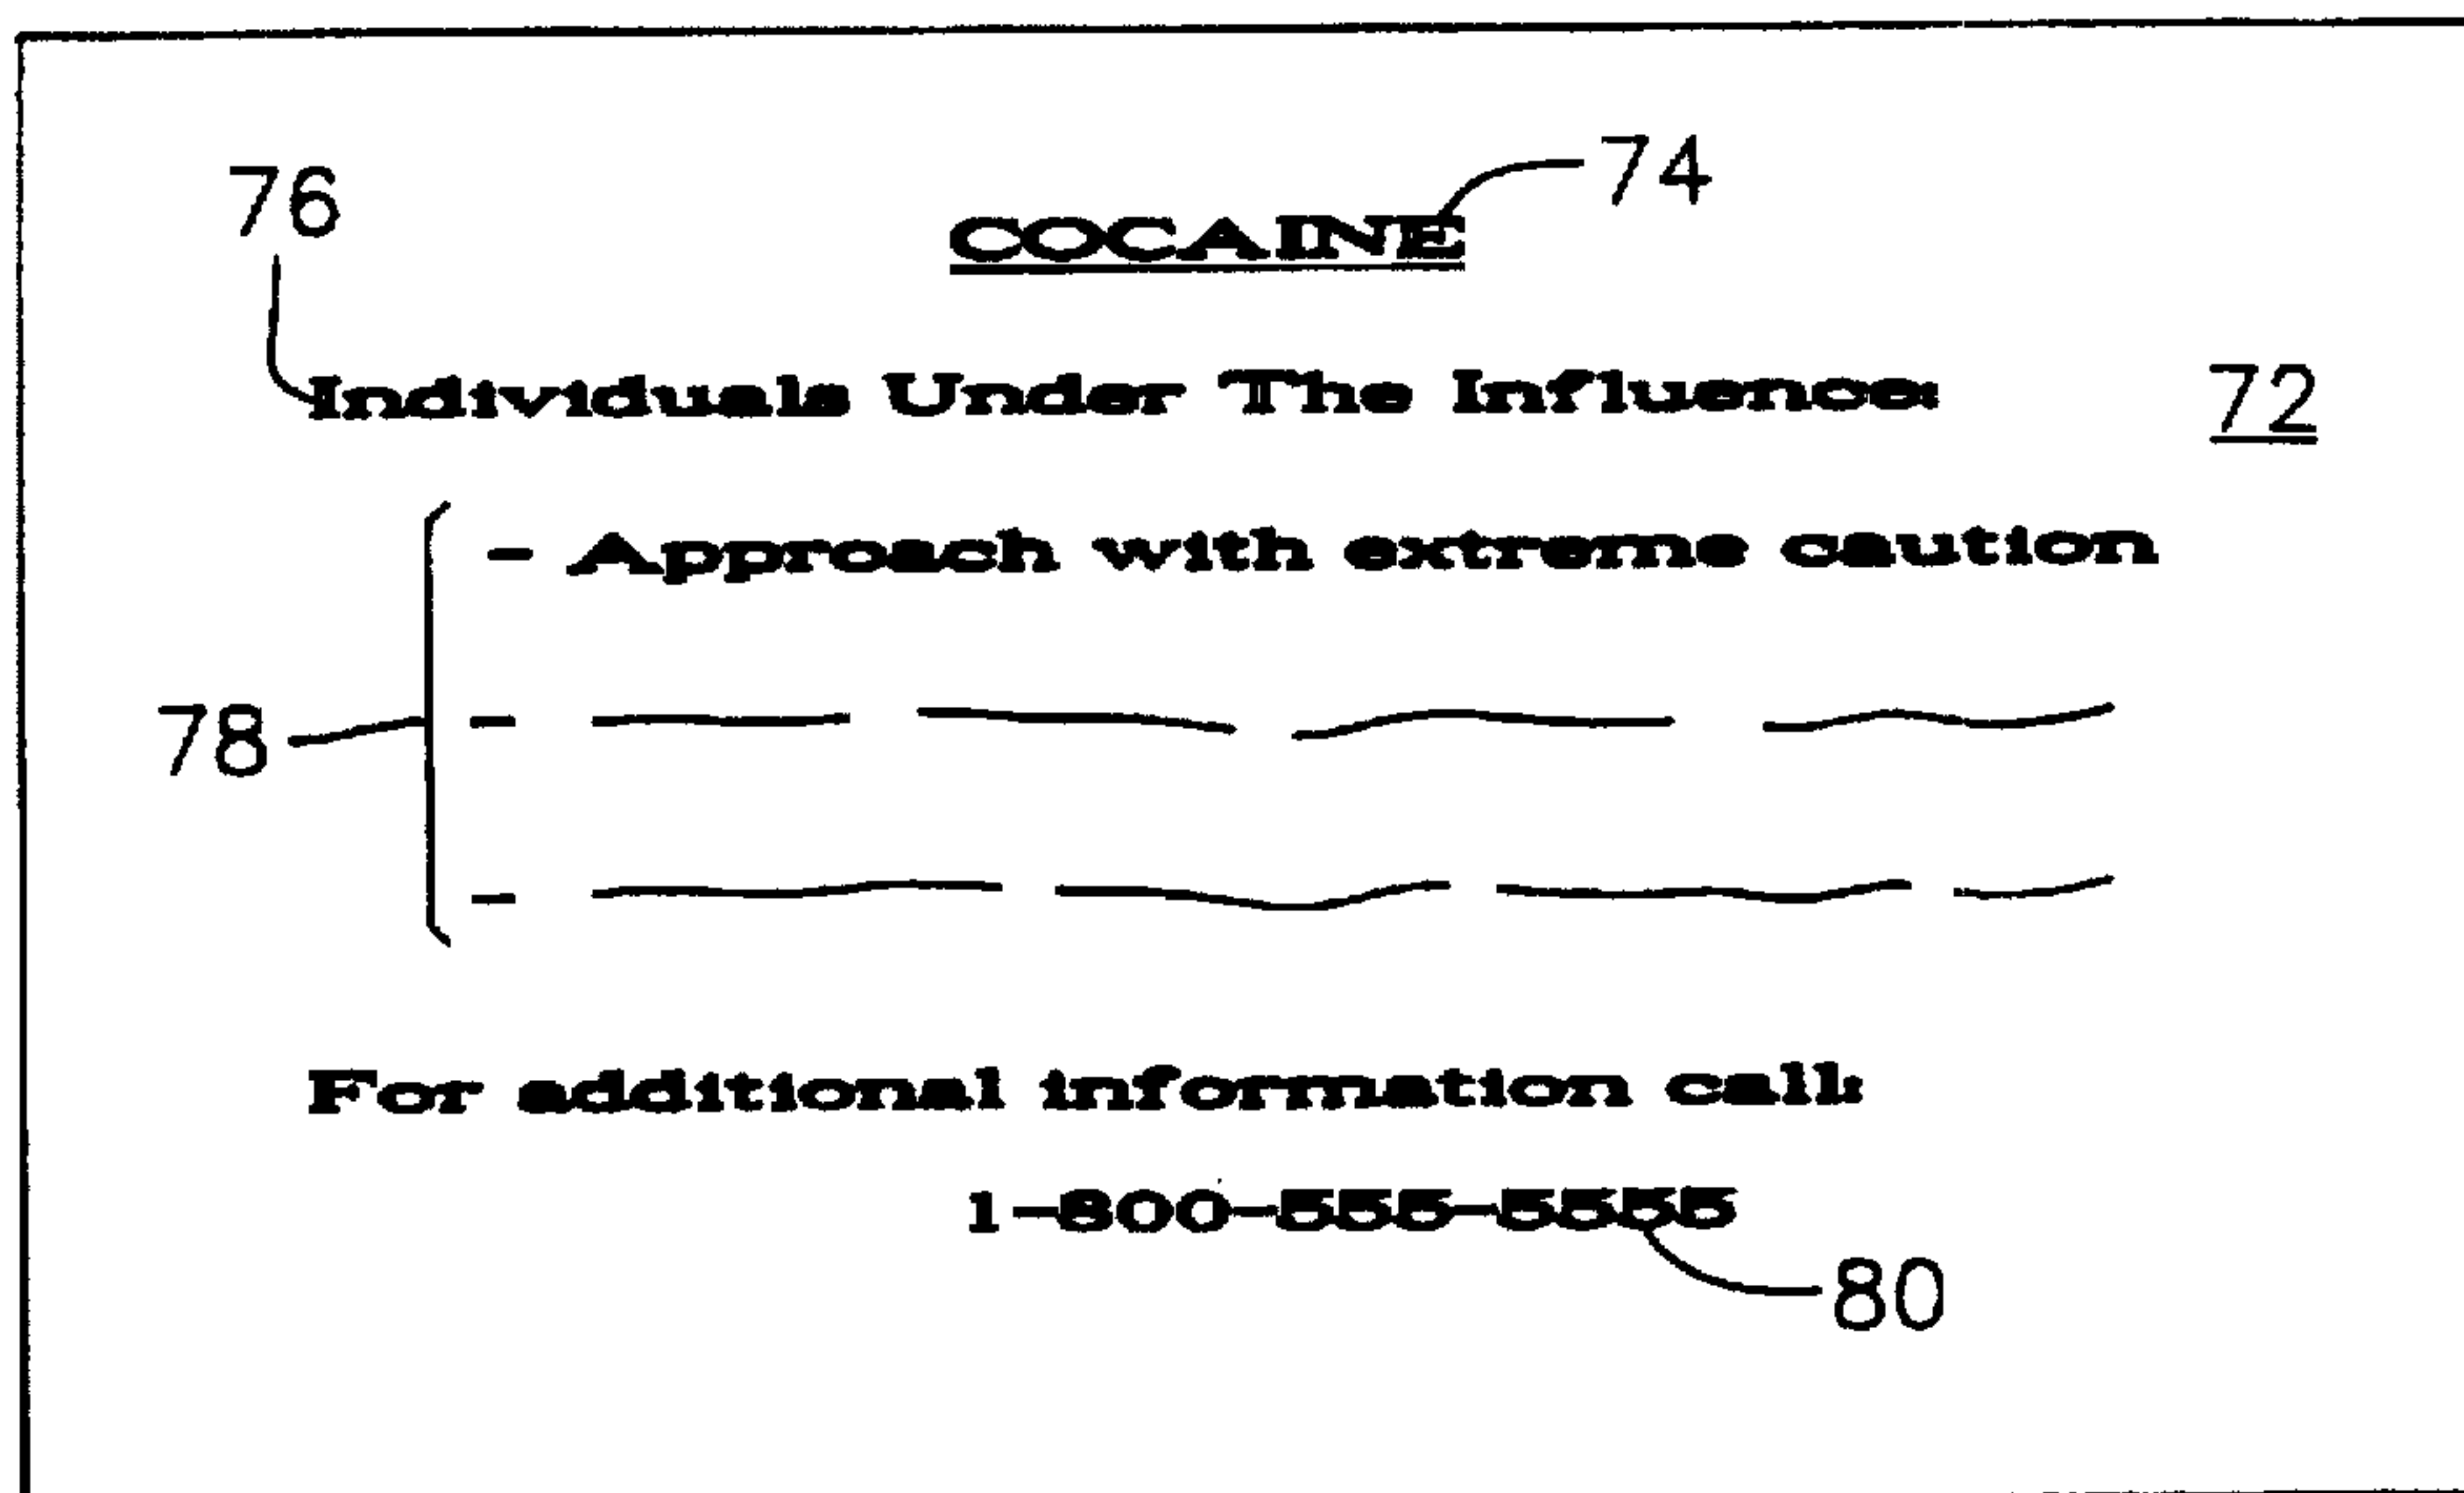 74
76
COCAINE
Individuals Under The Influence:
72
- Approach with extreme caution
78
-
-
For additional information call:
1-800-555-5555
80